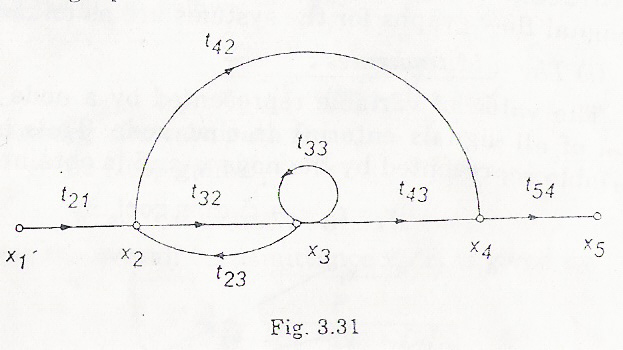 t42
t33
t21 t32 t43 t54
x1 x2 t23 x3 x4 x5
Fig. 3.31